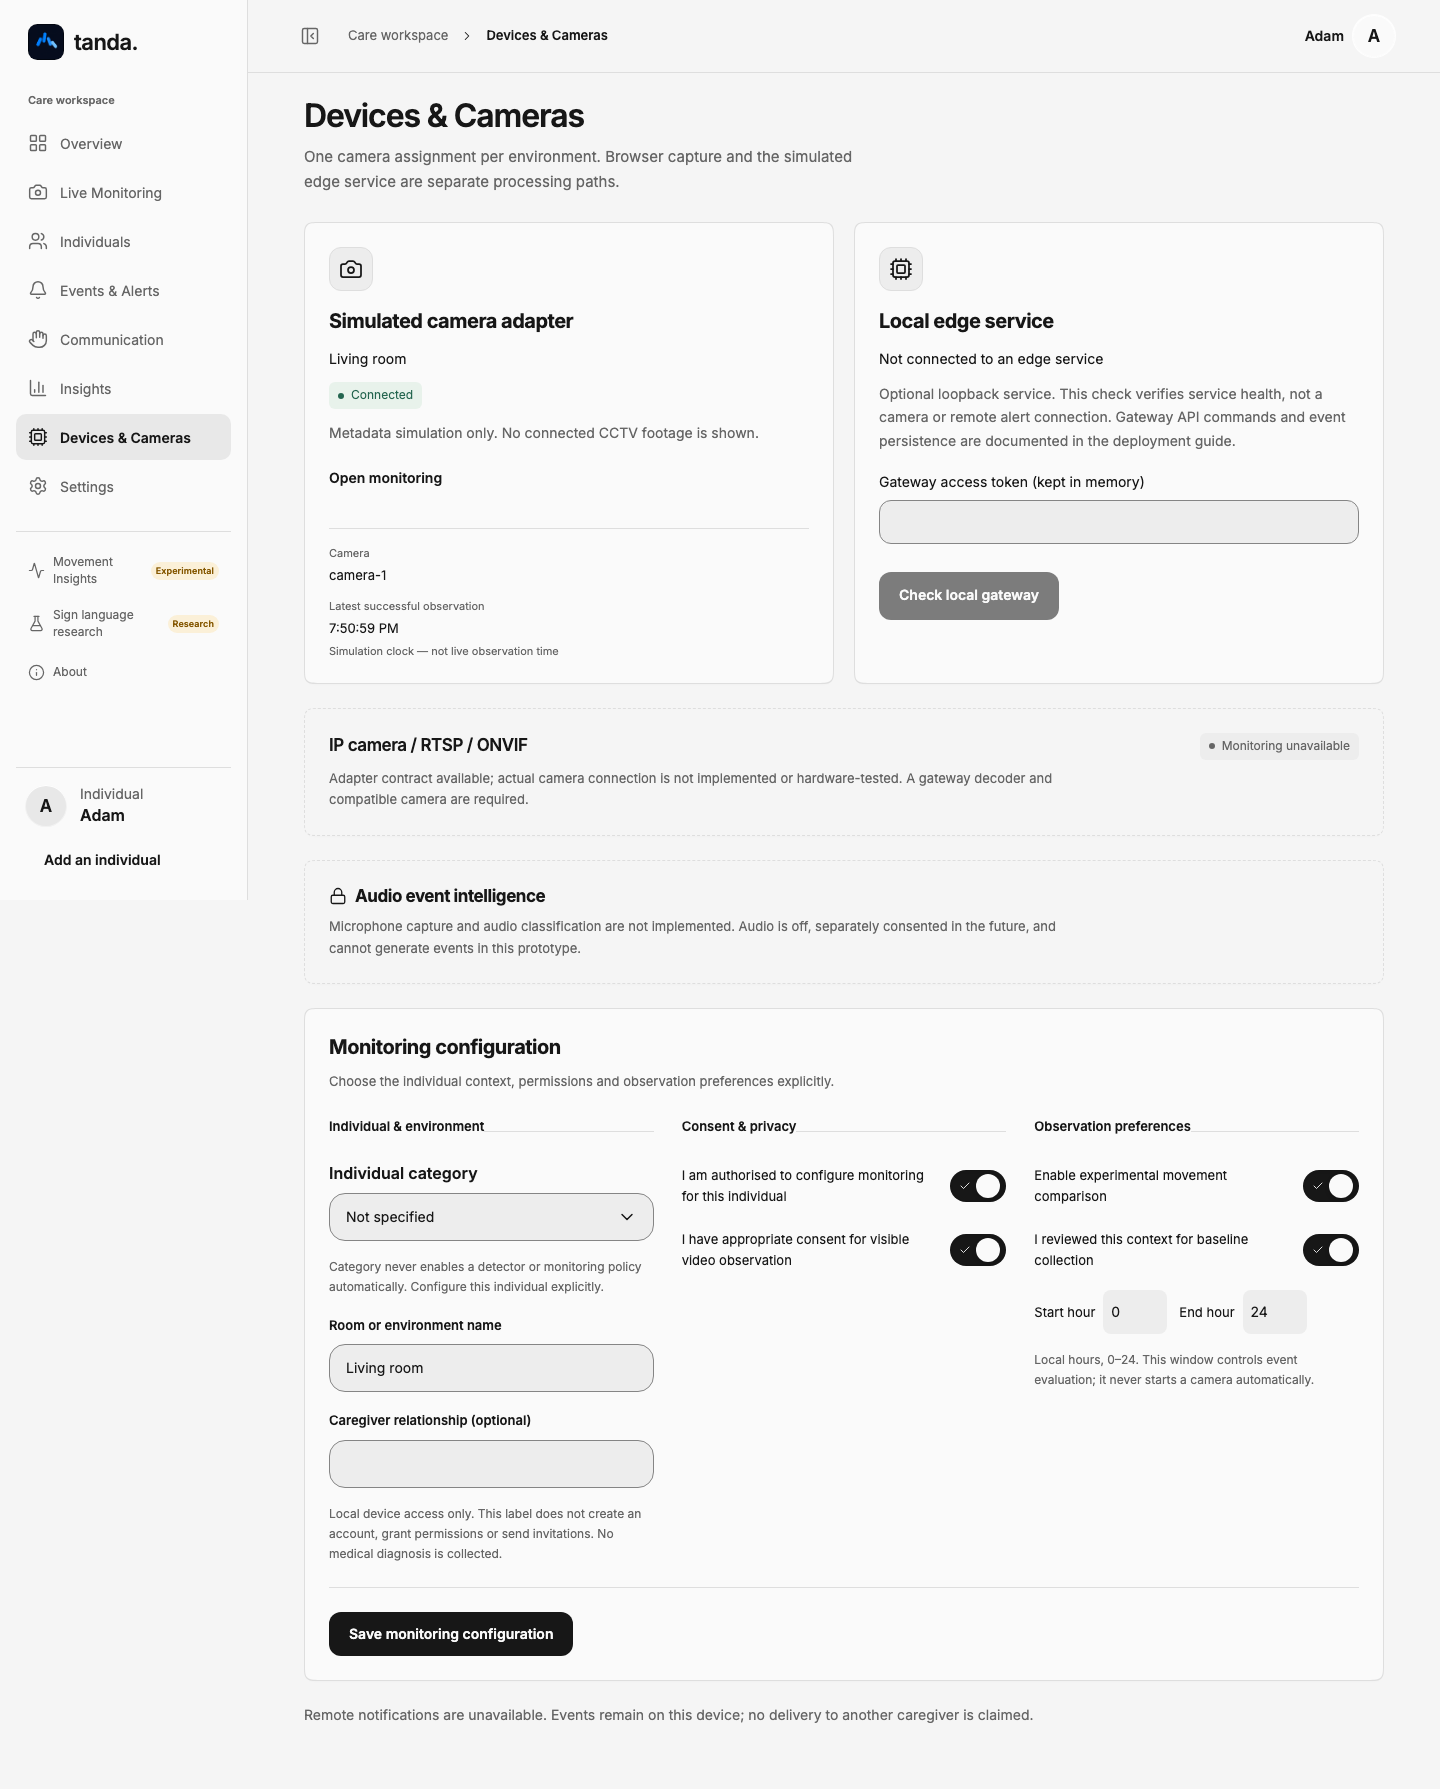 tanda.
Care workspace
Overview
Live Monitoring
Individuals
Events & Alerts
Communication
Insights
Devices & Cameras
Settings
Movement
Insights
Experimental
Sign language
research
Research
About
A
Individual
Adam
Add an individual
Care workspace > Devices & Cameras
Adam
A
Devices & Cameras
One camera assignment per environment. Browser capture and the simulated
edge service are separate processing paths.
Simulated camera adapter
Living room
Connected
Metadata simulation only. No connected CCTV footage is shown.
Open monitoring
Camera
camera-1
Latest successful observation
7:50:59 PM
Simulation clock — not live observation time
Local edge service
Not connected to an edge service
Optional loopback service. This check verifies service health, not a
camera or remote alert connection. Gateway API commands and event
persistence are documented in the deployment guide.
Gateway access token (kept in memory)
Check local gateway
IP camera / RTSP / ONVIF
Monitoring unavailable
Adapter contract available; actual camera connection is not implemented or hardware-tested. A gateway decoder and
compatible camera are required.
Audio event intelligence
Microphone capture and audio classification are not implemented. Audio is off, separately consented in the future, and
cannot generate events in this prototype.
Monitoring configuration
Choose the individual context, permissions and observation preferences explicitly.
Individual & environment
Individual category
Not specified
Category never enables a detector or monitoring policy
automatically. Configure this individual explicitly.
Room or environment name
Living room
Caregiver relationship (optional)
Local device access only. This label does not create an
account, grant permissions or send invitations. No
medical diagnosis is collected.
Consent & privacy
I am authorised to configure monitoring
for this individual
I have appropriate consent for visible
video observation
Observation preferences
Enable experimental movement
comparison
I reviewed this context for baseline
collection
Start hour 0 End hour 24
Local hours, 0–24. This window controls event
evaluation; it never starts a camera automatically.
Save monitoring configuration
Remote notifications are unavailable. Events remain on this device; no delivery to another caregiver is claimed.